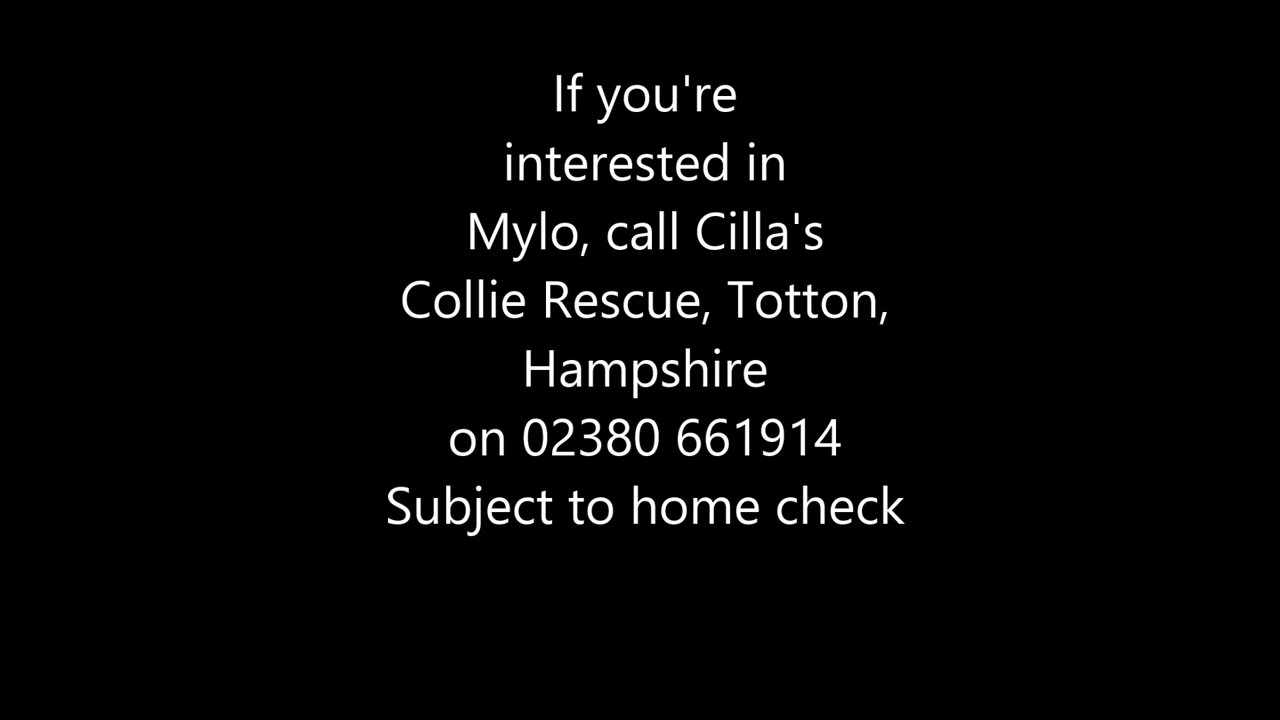 If you're
interested in
Mylo, call Cilla's
Collie Rescue, Totton,
Hampshire
on 02380 661914
Subject to home check